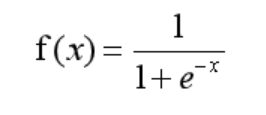 f(x) = 1 / (1 + e^{-x})